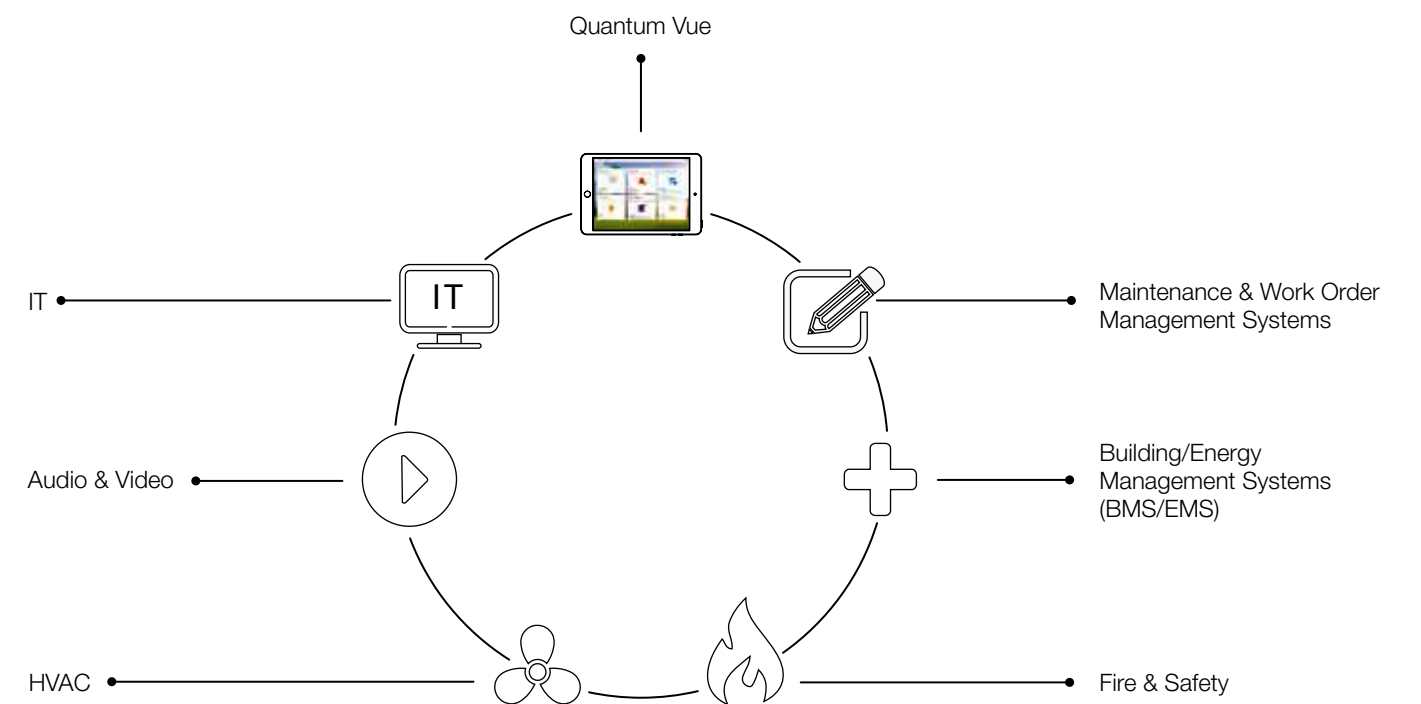 Quantum Vue
IT
IT
Maintenance & Work Order
Management Systems
Audio & Video
Building/Energy
Management Systems
(BMS/EMS)
HVAC
Fire & Safety